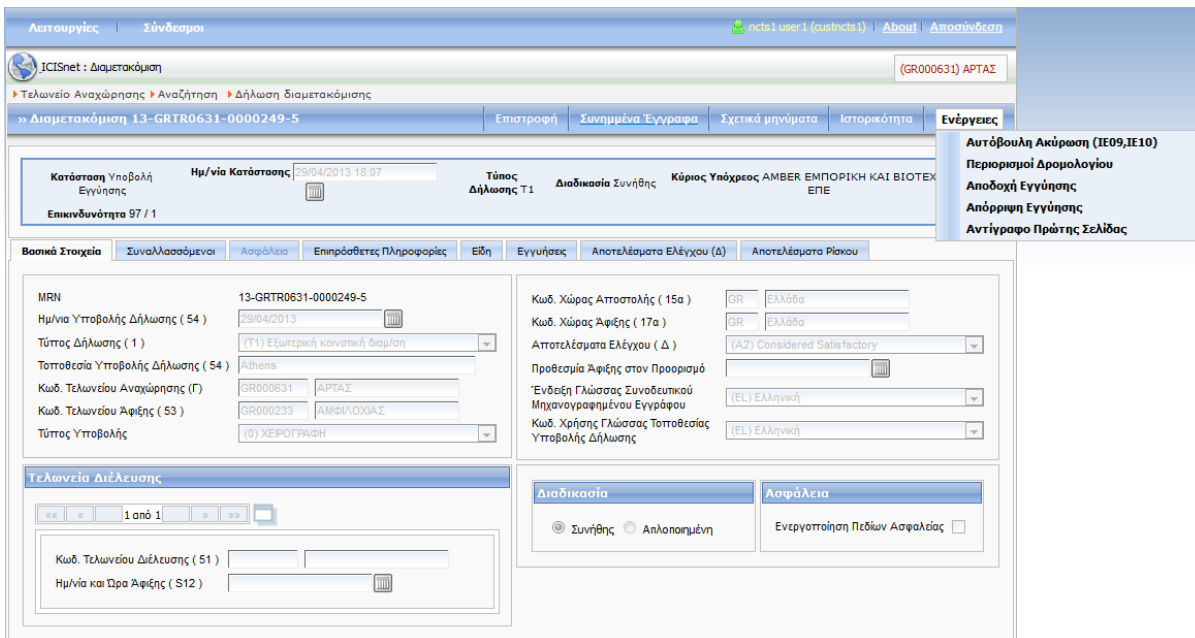 Λειτουργίες | Σύνδεσμοι ncts1 user1 (custncts1) | About | Αποσύνδεση
ICISnet : Διαμετακόμιση (GR000631) ΑΡΤΑΣ
Τελωνείο Αναχώρησης Αναζήτηση Δήλωση διαμετακόμισης
» Διαμετακόμιση 13-GRTR0631-0000249-5 Επιστροφή Συνημμένα Έγγραφα Σχετικά μηνύματα Ιστορικότητα Ενέργειες
Αυτόβουλη Ακύρωση (IE09,IE10)
Περιορισμοί Δρομολογίου
Αποδοχή Εγγύησης
Απόρριψη Εγγύησης
Αντίγραφο Πρώτης Σελίδας
Κατάσταση Υποβολή Εγγύησης
Ημ/νία Κατάστασης 29/04/2013 18:07
Τύπος Δήλωσης T1
Διαδικασία Συνήθης
Κύριος Υπόχρεος AMBER ΕΜΠΟΡΙΚΗ ΚΑΙ ΒΙΟΤΕΧ
ΕΠΕ
Επικινδυνότητα 97 / 1
Βασικά Στοιχεία Συναλλασσόμενοι Ασφάλεια Επιπρόσθετες Πληροφορίες Είδη Εγγυήσεις Αποτελέσματα Ελέγχου (Δ) Αποτελέσματα Ρίσκου
MRN 13-GRTR0631-0000249-5
Ημ/νια Υποβολής Δήλωσης ( 54 ) 29/04/2013
Τύπος Δήλωσης ( 1 ) (T1) Εξωτερική κοινοτική διαμ/ση
Τοποθεσία Υποβολής Δήλωσης ( 54 ) Athens
Κωδ. Τελωνείου Αναχώρησης (Γ) GR000631 ΑΡΤΑΣ
Κωδ. Τελωνείου Άφιξης ( 53 ) GR000233 ΑΜΦΙΛΟΧΙΑΣ
Τύπος Υποβολής (0) ΧΕΙΡΟΓΡΑΦΗ
Κωδ. Χώρας Αποστολής ( 15α ) GR Ελλάδα
Κωδ. Χώρας Άφιξης ( 17α ) GR Ελλάδα
Αποτελέσματα Ελέγχου ( Δ ) (A2) Considered Satisfactory
Προθεσμία Άφιξης στον Προορισμό
Ένδειξη Γλώσσας Συνοδευτικού
Μηχανογραφημένου Εγγράφου (EL) Ελληνική
Κωδ. Χρήσης Γλώσσας Τοποθεσίας
Υποβολής Δήλωσης (EL) Ελληνική
Τελωνεία Διέλευσης
<< < 1 από 1 > >>
Κωδ. Τελωνείου Διέλευσης ( 51 )
Ημ/νία και Ώρα Άφιξης ( S12 )
Διαδικασία
Συνήθης Απλοποιημένη
Ασφάλεια
Ενεργοποίηση Πεδίων Ασφαλείας